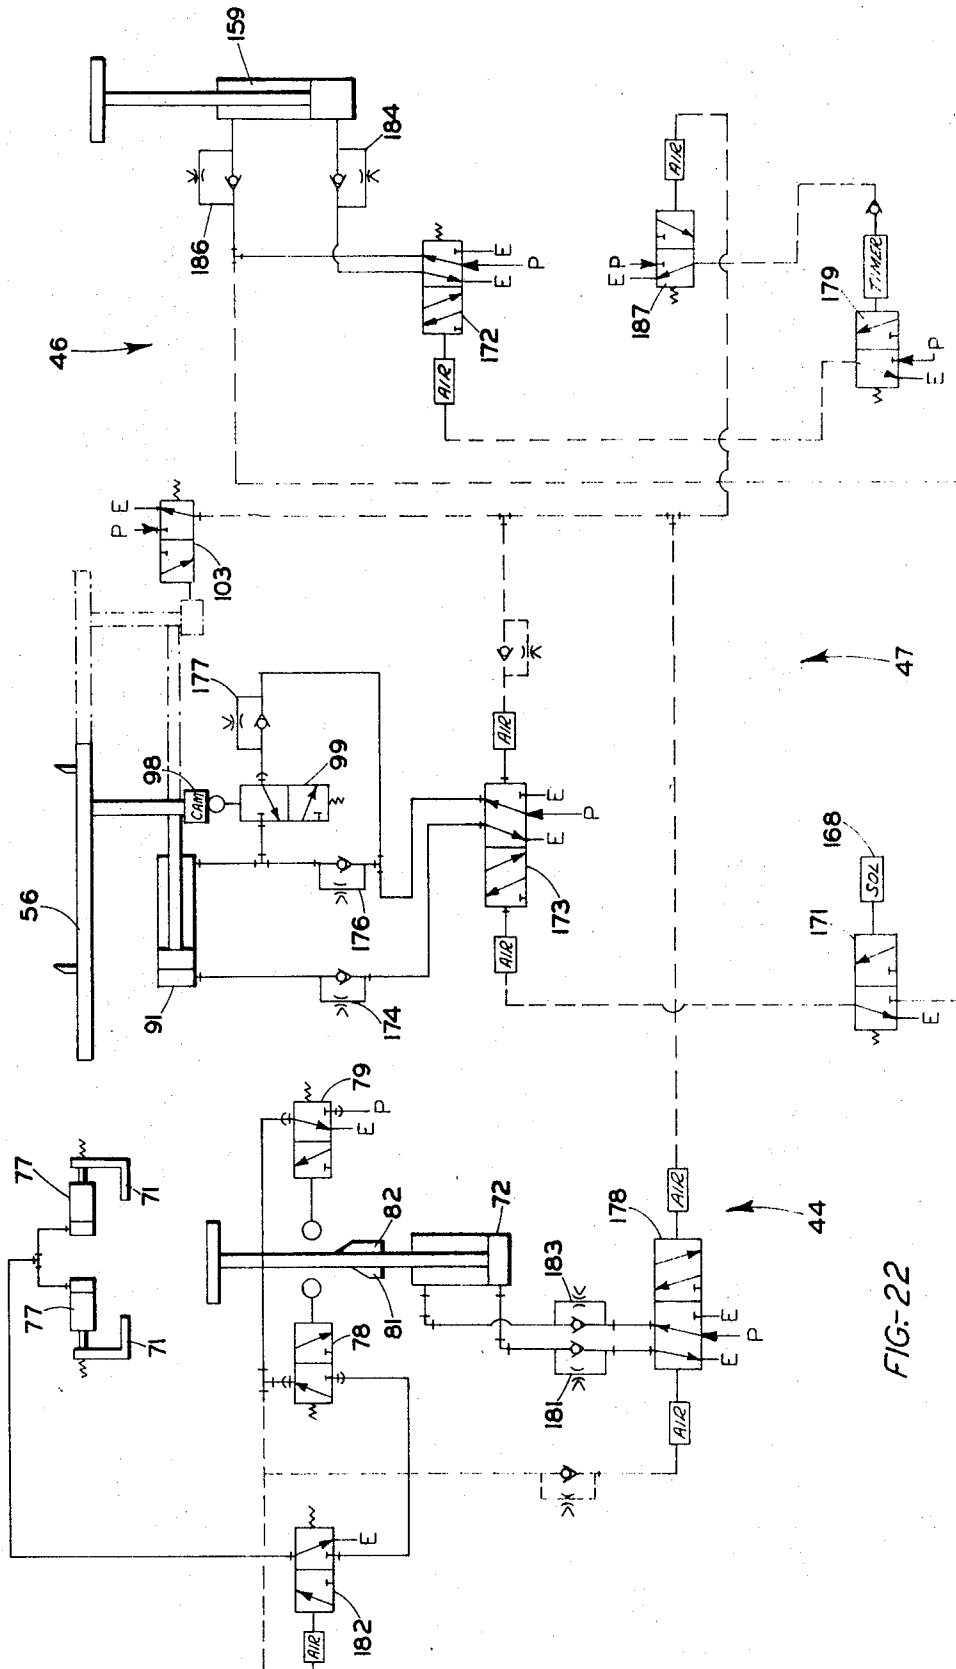 159
184
186
46
AIR
172
E
P
E
AIR
E P
187
TIMER
179
E
P
P E
103
47
177
98
CAM
99
56
91
176
174
AIR
173
E
P
E
AIR
168
SOL
171
E
77
71
77
71
79
P
E
82
72
81
78
183
181
AIR
178
44
E
P
E
AIR
182
E
AIR
FIG.-22